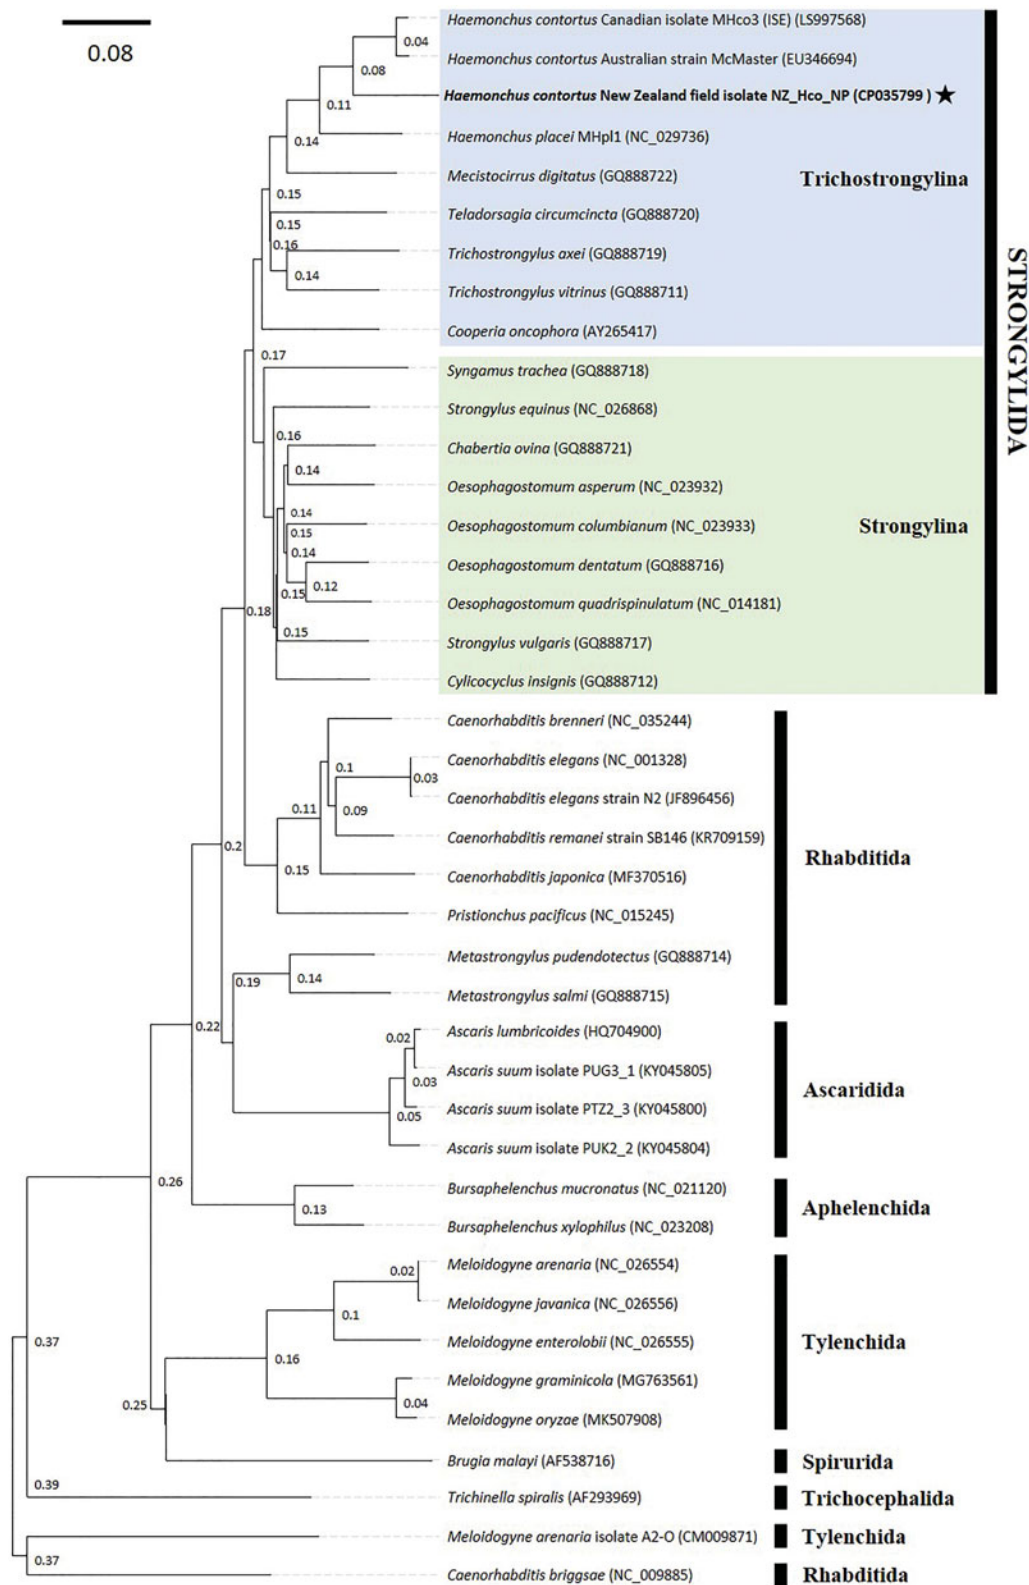 Haemonchus contortus Canadian isolate MHco3 (ISE) (LS997568)
0.04
0.08
Haemonchus contortus Australian strain McMaster (EU346694)
0.08
Haemonchus contortus New Zealand field isolate NZ_Hco_NP (CP035799 ) ★
0.11
Haemonchus placei MHpl1 (NC_029736)
0.14
Mecistocirrus digitatus (GQ888722)
Trichostrongylina
0.15
Teladorsagia circumcincta (GQ888720)
0.15
0.16
Trichostrongylus axei (GQ888719)
0.14
Trichostrongylus vitrinus (GQ888711)
Cooperia oncophora (AY265417)
STRONGYLIDA
0.17
Syngamus trachea (GQ888718)
Strongylus equinus (NC_026868)
0.16
Chabertia ovina (GQ888721)
0.14
Oesophagostomum asperum (NC_023932)
0.14
Oesophagostomum columbianum (NC_023933)
Strongylina
0.15
0.14
Oesophagostomum dentatum (GQ888716)
0.12
0.15
Oesophagostomum quadrispinulatum (NC_014181)
0.18
0.15
Strongylus vulgaris (GQ888717)
Cylicocyclus insignis (GQ888712)
Caenorhabditis brenneri (NC_035244)
Caenorhabditis elegans (NC_001328)
0.1
0.03
Caenorhabditis elegans strain N2 (JF896456)
0.11
0.09
Caenorhabditis remanei strain SB146 (KR709159)
0.2
Rhabditida
0.15
Caenorhabditis japonica (MF370516)
Pristionchus pacificus (NC_015245)
Metastrongylus pudendotectus (GQ888714)
0.19
0.14
Metastrongylus salmi (GQ888715)
0.22
Ascaris lumbricoides (HQ704900)
0.02
Ascaris suum isolate PUG3_1 (KY045805)
0.03
Ascaridida
Ascaris suum isolate PTZ2_3 (KY045800)
0.05
Ascaris suum isolate PUK2_2 (KY045804)
0.26
Bursaphelenchus mucronatus (NC_021120)
0.13
Aphelenchida
Bursaphelenchus xylophilus (NC_023208)
Meloidogyne arenaria (NC_026554)
0.02
Meloidogyne javanica (NC_026556)
0.1
0.37
Meloidogyne enterolobii (NC_026555)
Tylenchida
0.16
Meloidogyne graminicola (MG763561)
0.25
0.04
Meloidogyne oryzae (MK507908)
Brugia malayi (AF538716)
Spirurida
0.39
Trichinella spiralis (AF293969)
Trichocephalida
Meloidogyne arenaria isolate A2-O (CM009871)
Tylenchida
0.37
Caenorhabditis briggsae (NC_009885)
Rhabditida